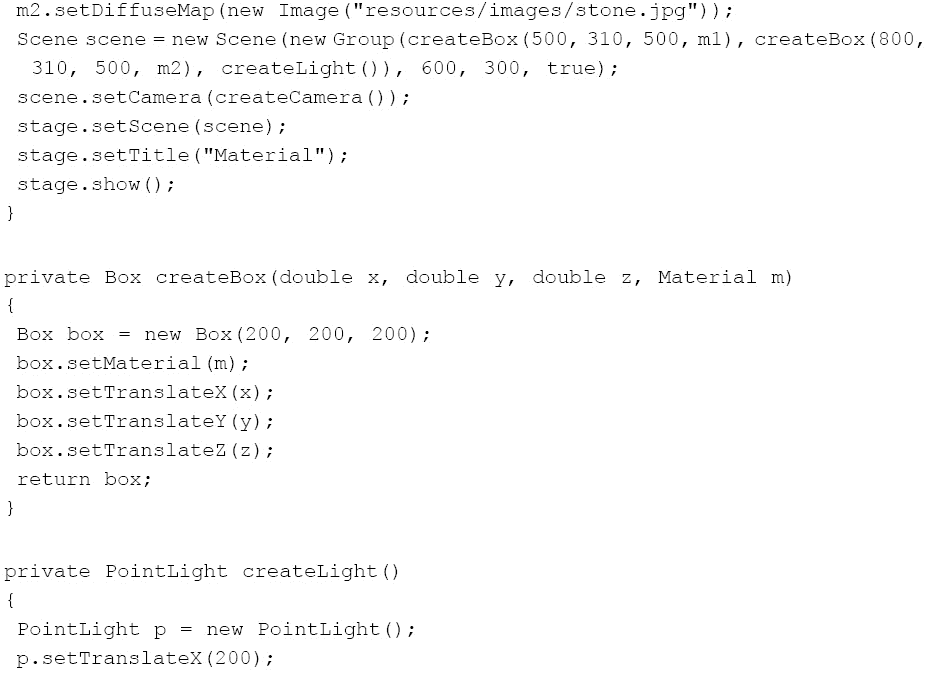 m2.setDiffuseMap(new Image("resources/images/stone.jpg"));
Scene scene = new Scene(new Group(createBox(500, 310, 500, m1), createBox(800,
310, 500, m2), createLight()), 600, 300, true);
scene.setCamera(createCamera());
stage.setScene(scene);
stage.setTitle("Material");
stage.show();
}
private Box createBox(double x, double y, double z, Material m)
{
Box box = new Box(200, 200, 200);
box.setMaterial(m);
box.setTranslateX(x);
box.setTranslateY(y);
box.setTranslateZ(z);
return box;
}
private PointLight createLight()
{
PointLight p = new PointLight();
p.setTranslateX(200);